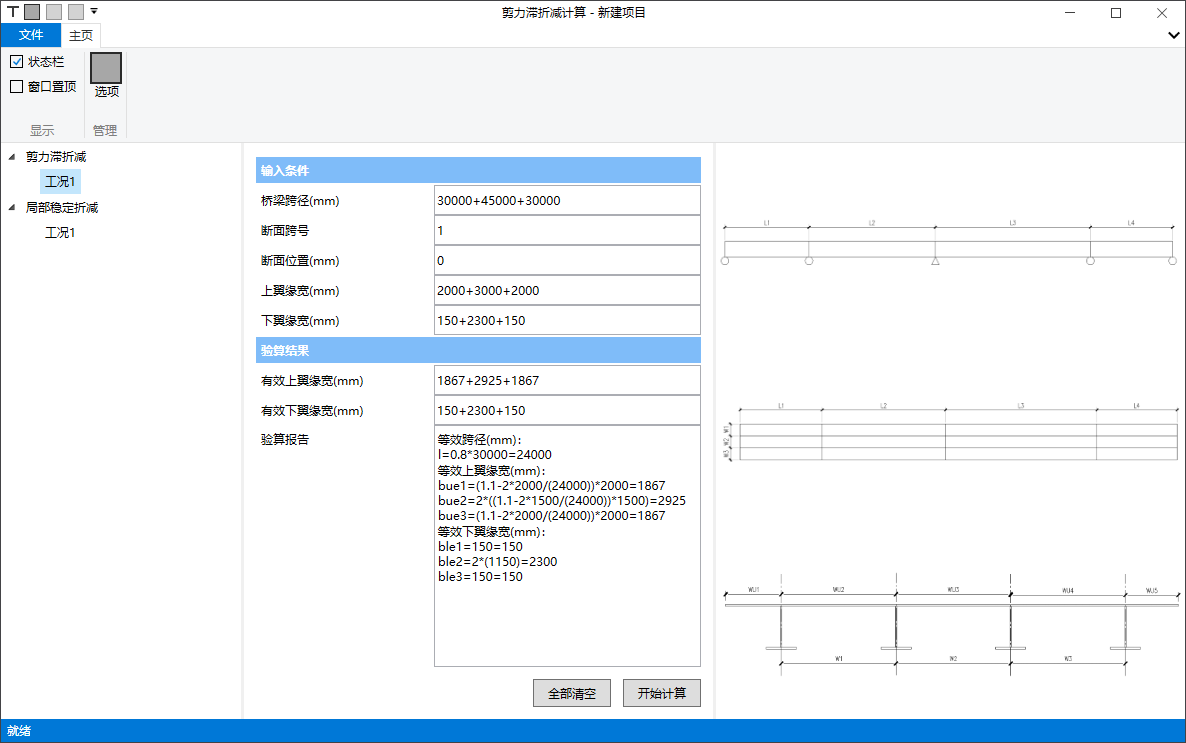 剪力滞折减计算 - 新建项目
文件 主页
状态栏
窗口置顶
选项
显示 管理
剪力滞折减
工况1
局部稳定折减
工况1
输入条件
桥梁跨径(mm) 30000+45000+30000
断面跨号 1
断面位置(mm) 0
上翼缘宽(mm) 2000+3000+2000
下翼缘宽(mm) 150+2300+150
验算结果
有效上翼缘宽(mm) 1867+2925+1867
有效下翼缘宽(mm) 150+2300+150
验算报告
等效跨径(mm):
l=0.8*30000=24000
等效上翼缘宽(mm):
bue1=(1.1-2*2000/(24000))*2000=1867
bue2=2*((1.1-2*1500/(24000))*1500)=2925
bue3=(1.1-2*2000/(24000))*2000=1867
等效下翼缘宽(mm):
ble1=150=150
ble2=2*(1150)=2300
ble3=150=150
全部清空 开始计算
L1 L2 L3 L4
L1 L2 L3 L4
W1
W2
W3
WU1 WU2 WU3 WU4 WU5
W1 W2 W3
就绪